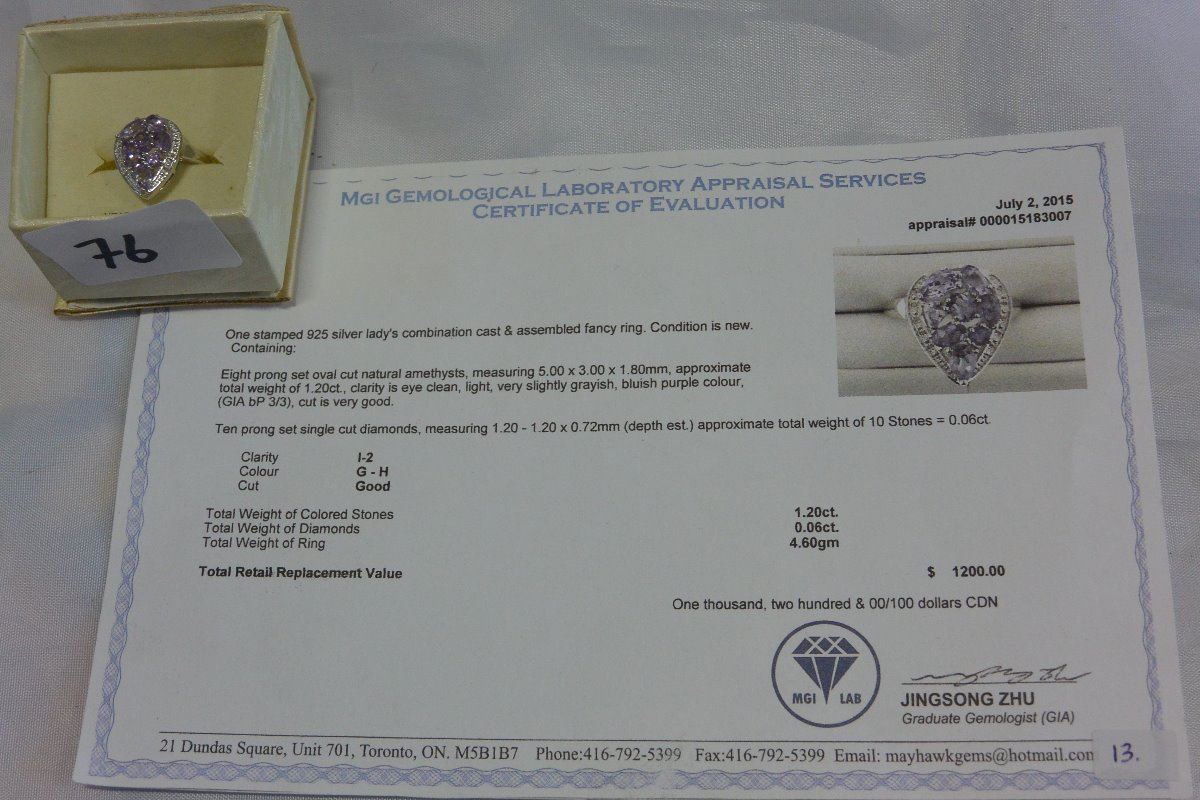 76
MGI GEMOLOGICAL LABORATORY APPRAISAL SERVICES
CERTIFICATE OF EVALUATION
July 2, 2015
appraisal# 000015183007
One stamped 925 silver lady's combination cast & assembled fancy ring. Condition is new.
Containing:
Eight prong set oval cut natural amethysts, measuring 5.00 x 3.00 x 1.80mm, approximate
total weight of 1.20ct., clarity is eye clean, light, very slightly grayish, bluish purple colour,
(GIA bP 3/3), cut is very good.
Ten prong set single cut diamonds, measuring 1.20 - 1.20 x 0.72mm (depth est.) approximate total weight of 10 Stones = 0.06ct.
Clarity I-2
Colour G - H
Cut Good
Total Weight of Colored Stones 1.20ct.
Total Weight of Diamonds 0.06ct.
Total Weight of Ring 4.60gm
Total Retail Replacement Value $ 1200.00
One thousand, two hundred & 00/100 dollars CDN
MGI LAB
JINGSONG ZHU
Graduate Gemologist (GIA)
21 Dundas Square, Unit 701, Toronto, ON. M5B1B7 Phone:416-792-5399 Fax:416-792-5399 Email: mayhawkgems@hotmail.com
13.